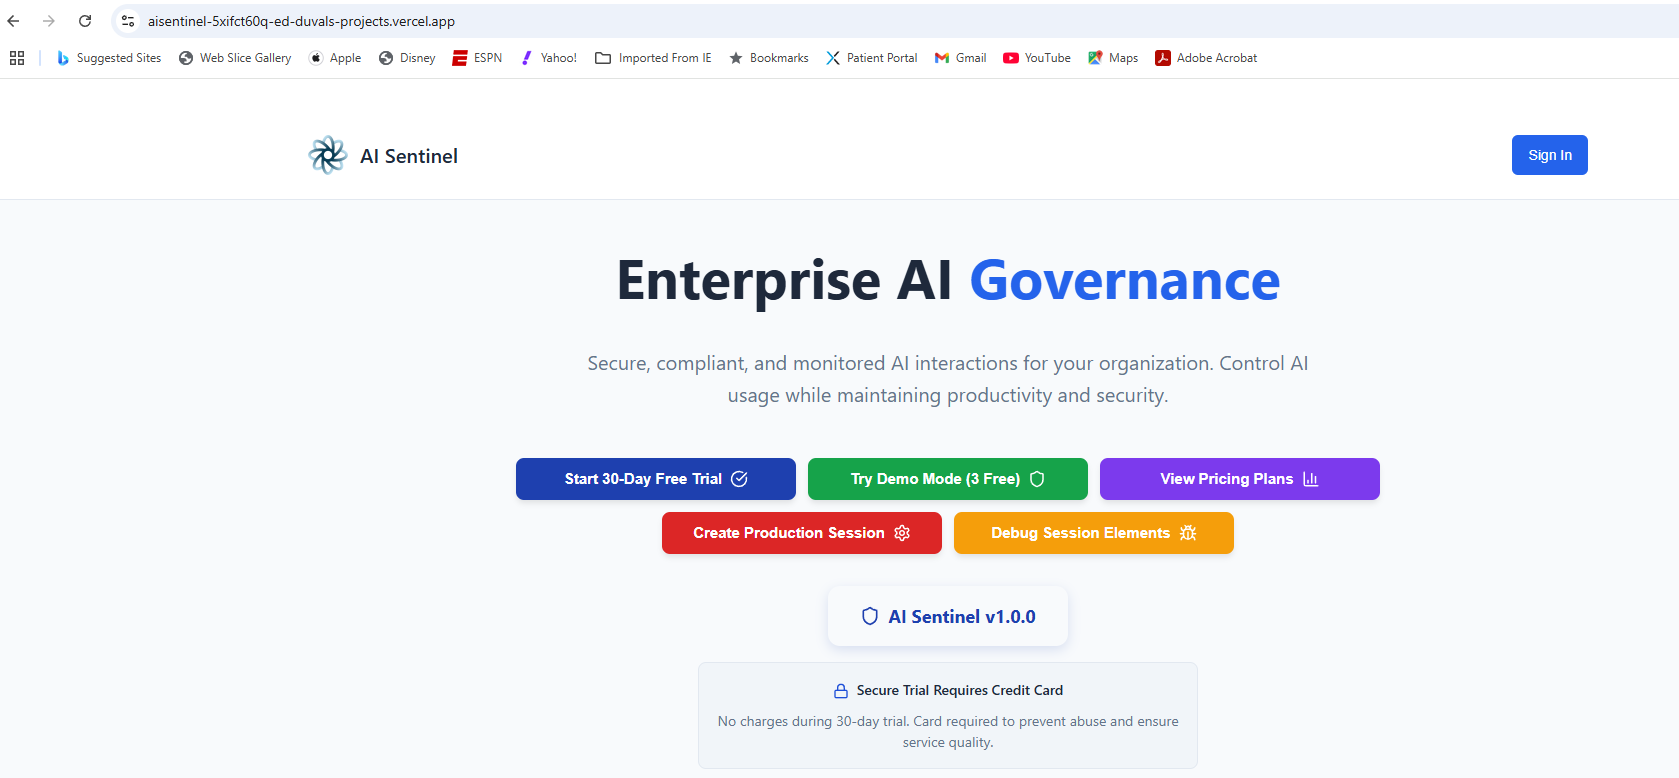 aisentinel-5xifct60q-ed-duvals-projects.vercel.app
Suggested Sites Web Slice Gallery Apple Disney ESPN Yahoo! Imported From IE Bookmarks Patient Portal Gmail YouTube Maps Adobe Acrobat
AI Sentinel
Sign In
Enterprise AI Governance
Secure, compliant, and monitored AI interactions for your organization. Control AI
usage while maintaining productivity and security.
Start 30-Day Free Trial Try Demo Mode (3 Free) View Pricing Plans
Create Production Session Debug Session Elements
AI Sentinel v1.0.0
Secure Trial Requires Credit Card
No charges during 30-day trial. Card required to prevent abuse and ensure
service quality.